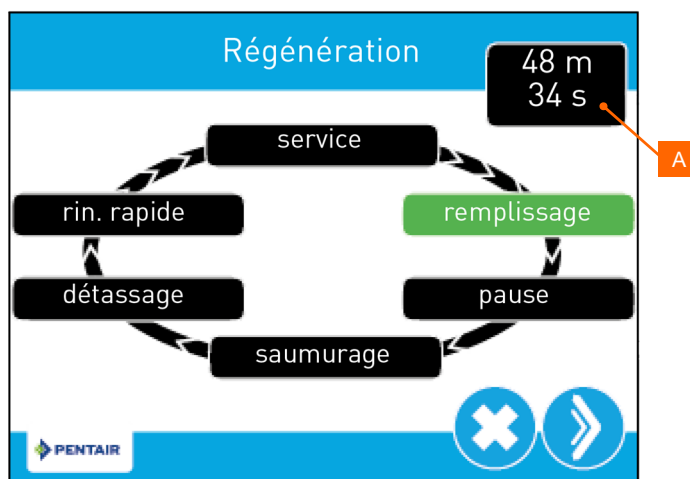 Régénération
48 m
34 s
A
service
rin. rapide
remplissage
détassage
pause
saumurage
PENTAIR